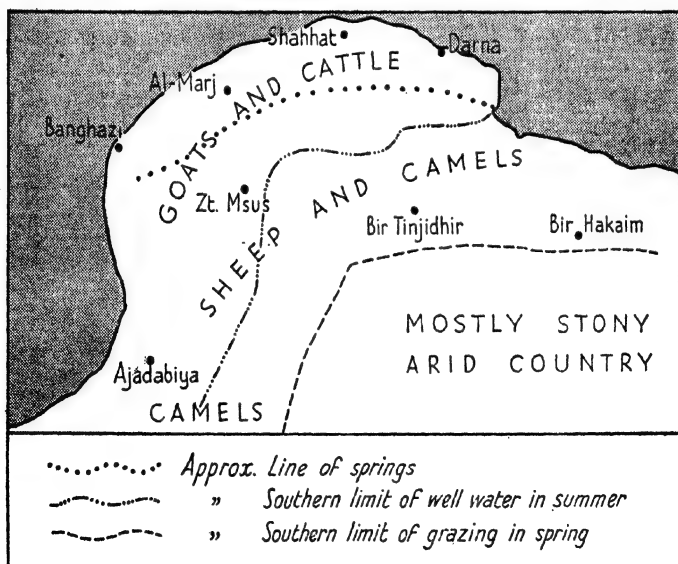 Shahhat
Darna
Al-Marj
GOATS AND CATTLE
Banghazi
Zt. Msus
SHEEP AND CAMELS
Bir Tinjidhir
Bir Hakaim
MOSTLY STONY
ARID COUNTRY
Ajadabiya
CAMELS
Approx. Line of springs
„ Southern limit of well water in summer
„ Southern limit of grazing in spring